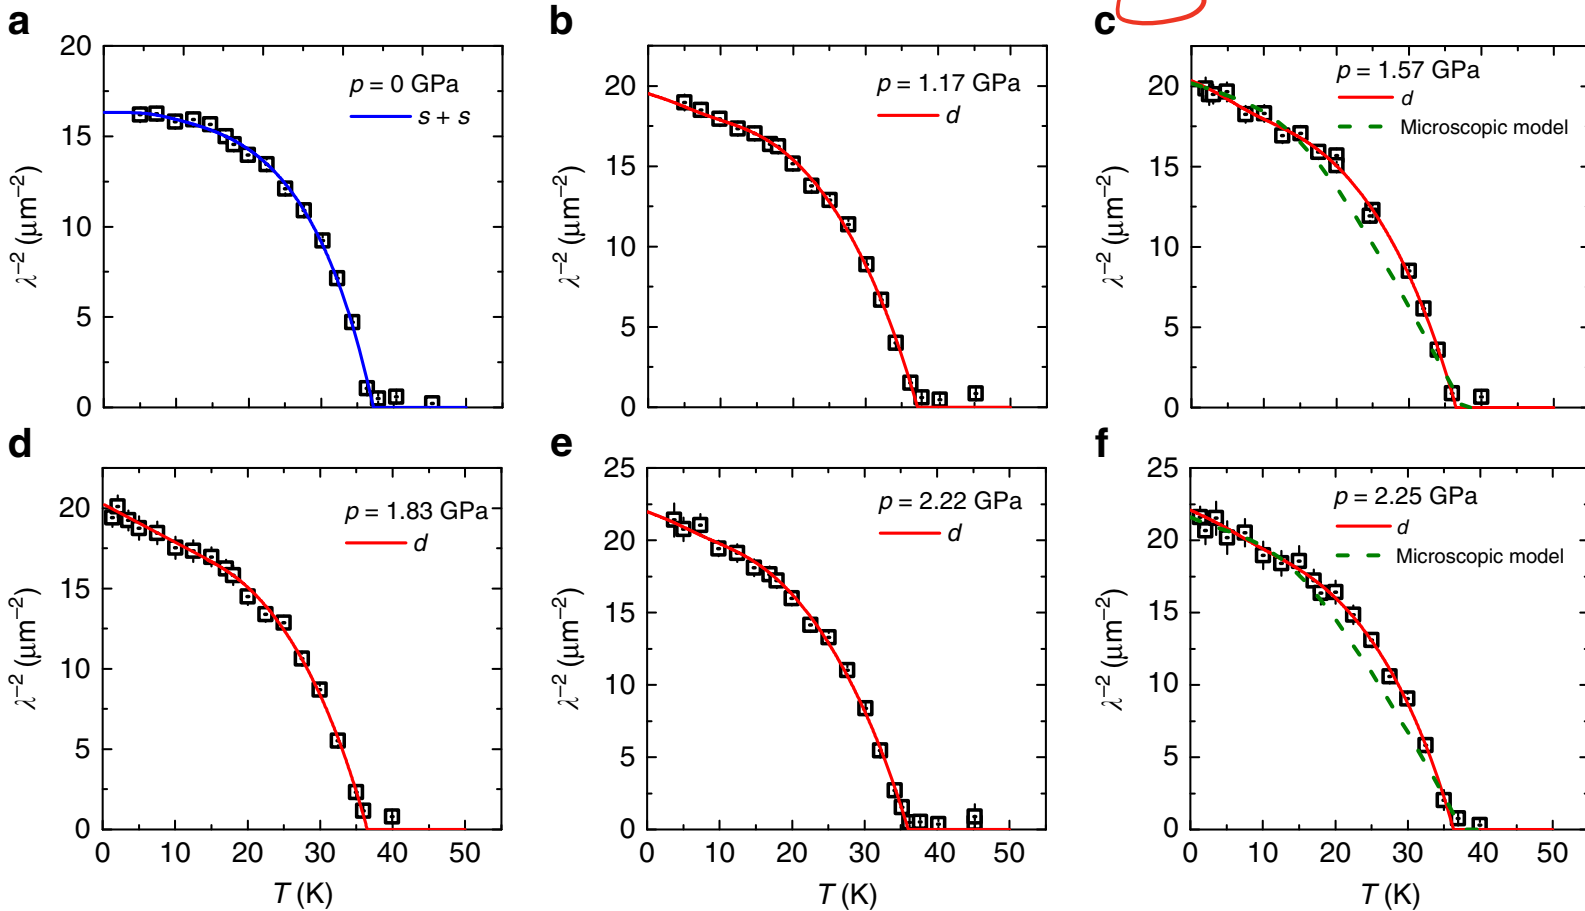 a
20
15
10
5
0
λ⁻² (μm⁻²)
p = 0 GPa
s + s
b
20
15
10
5
0
λ⁻² (μm⁻²)
p = 1.17 GPa
d
c
20
15
10
5
0
λ⁻² (μm⁻²)
p = 1.57 GPa
d
Microscopic model
d
20
15
10
5
0
λ⁻² (μm⁻²)
p = 1.83 GPa
d
0 10 20 30 40 50
T (K)
e
25
20
15
10
5
0
λ⁻² (μm⁻²)
p = 2.22 GPa
d
0 10 20 30 40 50
T (K)
f
25
20
15
10
5
0
λ⁻² (μm⁻²)
p = 2.25 GPa
d
Microscopic model
0 10 20 30 40 50
T (K)